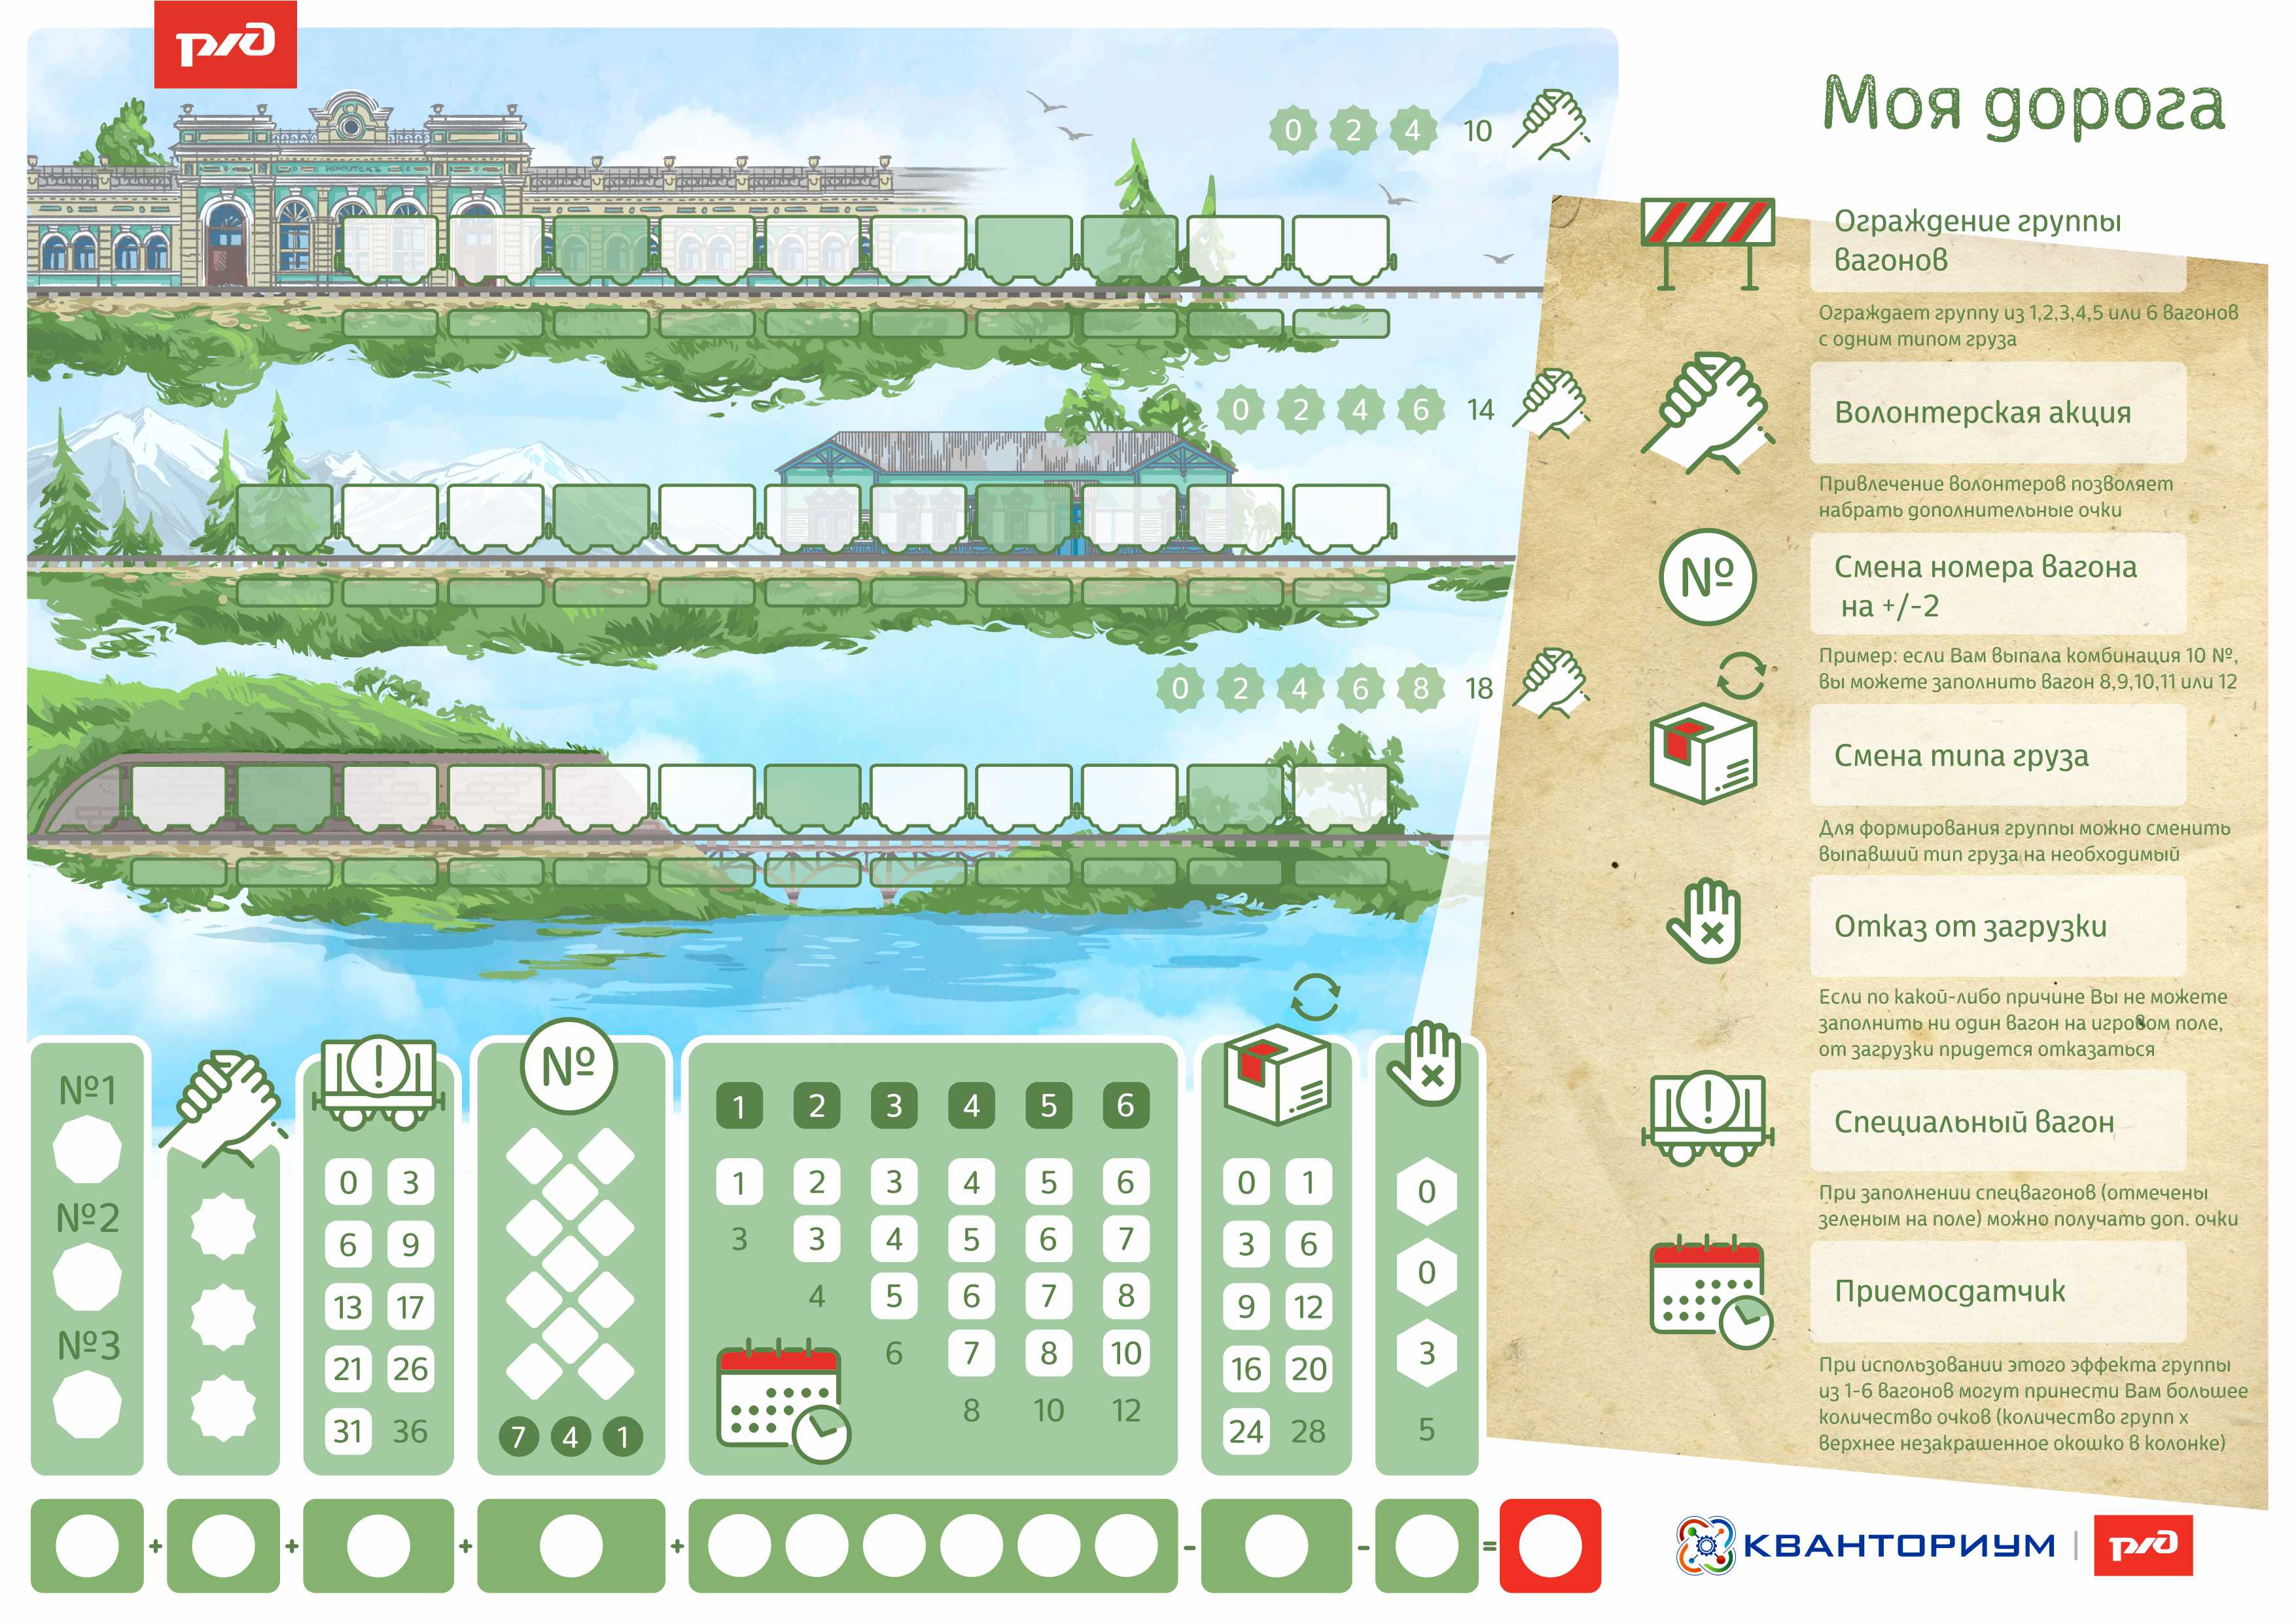 ржд
0 2 4 10
0 2 4 6 14
0 2 4 6 8 18
Моя дорога
Ограждение группы
вагонов
Ограждает группу из 1,2,3,4,5 или 6 вагонов
с одним типом груза
Волонтерская акция
Привлечение волонтеров позволяет
набрать дополнительные очки
№
Смена номера вагона
на +/-2
Пример: если Вам выпала комбинация 10 №,
вы можете заполнить вагон 8,9,10,11 или 12
Смена типа груза
Для формирования группы можно сменить
выпавший тип груза на необходимый
Отказ от загрузки
Если по какой-либо причине Вы не можете
заполнить ни один вагон на игровом поле,
от загрузки придется отказаться
!
Специальный вагон
При заполнении спецвагонов (отмечены
зеленым на поле) можно получать доп. очки
Приемосдатчик
При использовании этого эффекта группы
из 1-6 вагонов могут принести Вам большее
количество очков (количество групп х
верхнее незакрашенное окошко в колонке)
№1
№2
№3
!
0 3
6 9
13 17
21 26
31 36
№
7 4 1
1 2 3 4 5 6
1 2 3 4 5 6
3 3 4 5 6 7
4 5 6 7 8
6 7 8 10
8 10 12
0 1
3 6
9 12
16 20
24 28
0
0
3
5
+ + + + - - =
КВАНТОРИУМ | ржд